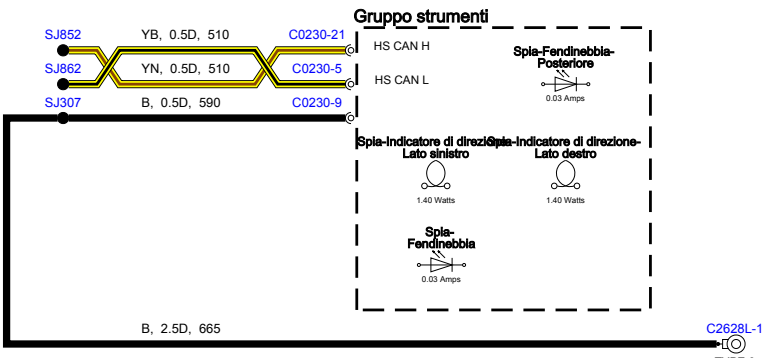 Gruppo strumenti
SJ852 YB, 0.5D, 510 C0230-21
HS CAN H
SJ862 YN, 0.5D, 510 C0230-5
HS CAN L
SJ307 B, 0.5D, 590 C0230-9
Spia-Fendinebbia-
Posteriore
0.03 Amps
Spia-Indicatore di direzione-
Lato sinistro
1.40 Watts
Spia-Indicatore di direzione-
Lato destro
1.40 Watts
Spia-
Fendinebbia
0.03 Amps
B, 2.5D, 665 C2628L-1